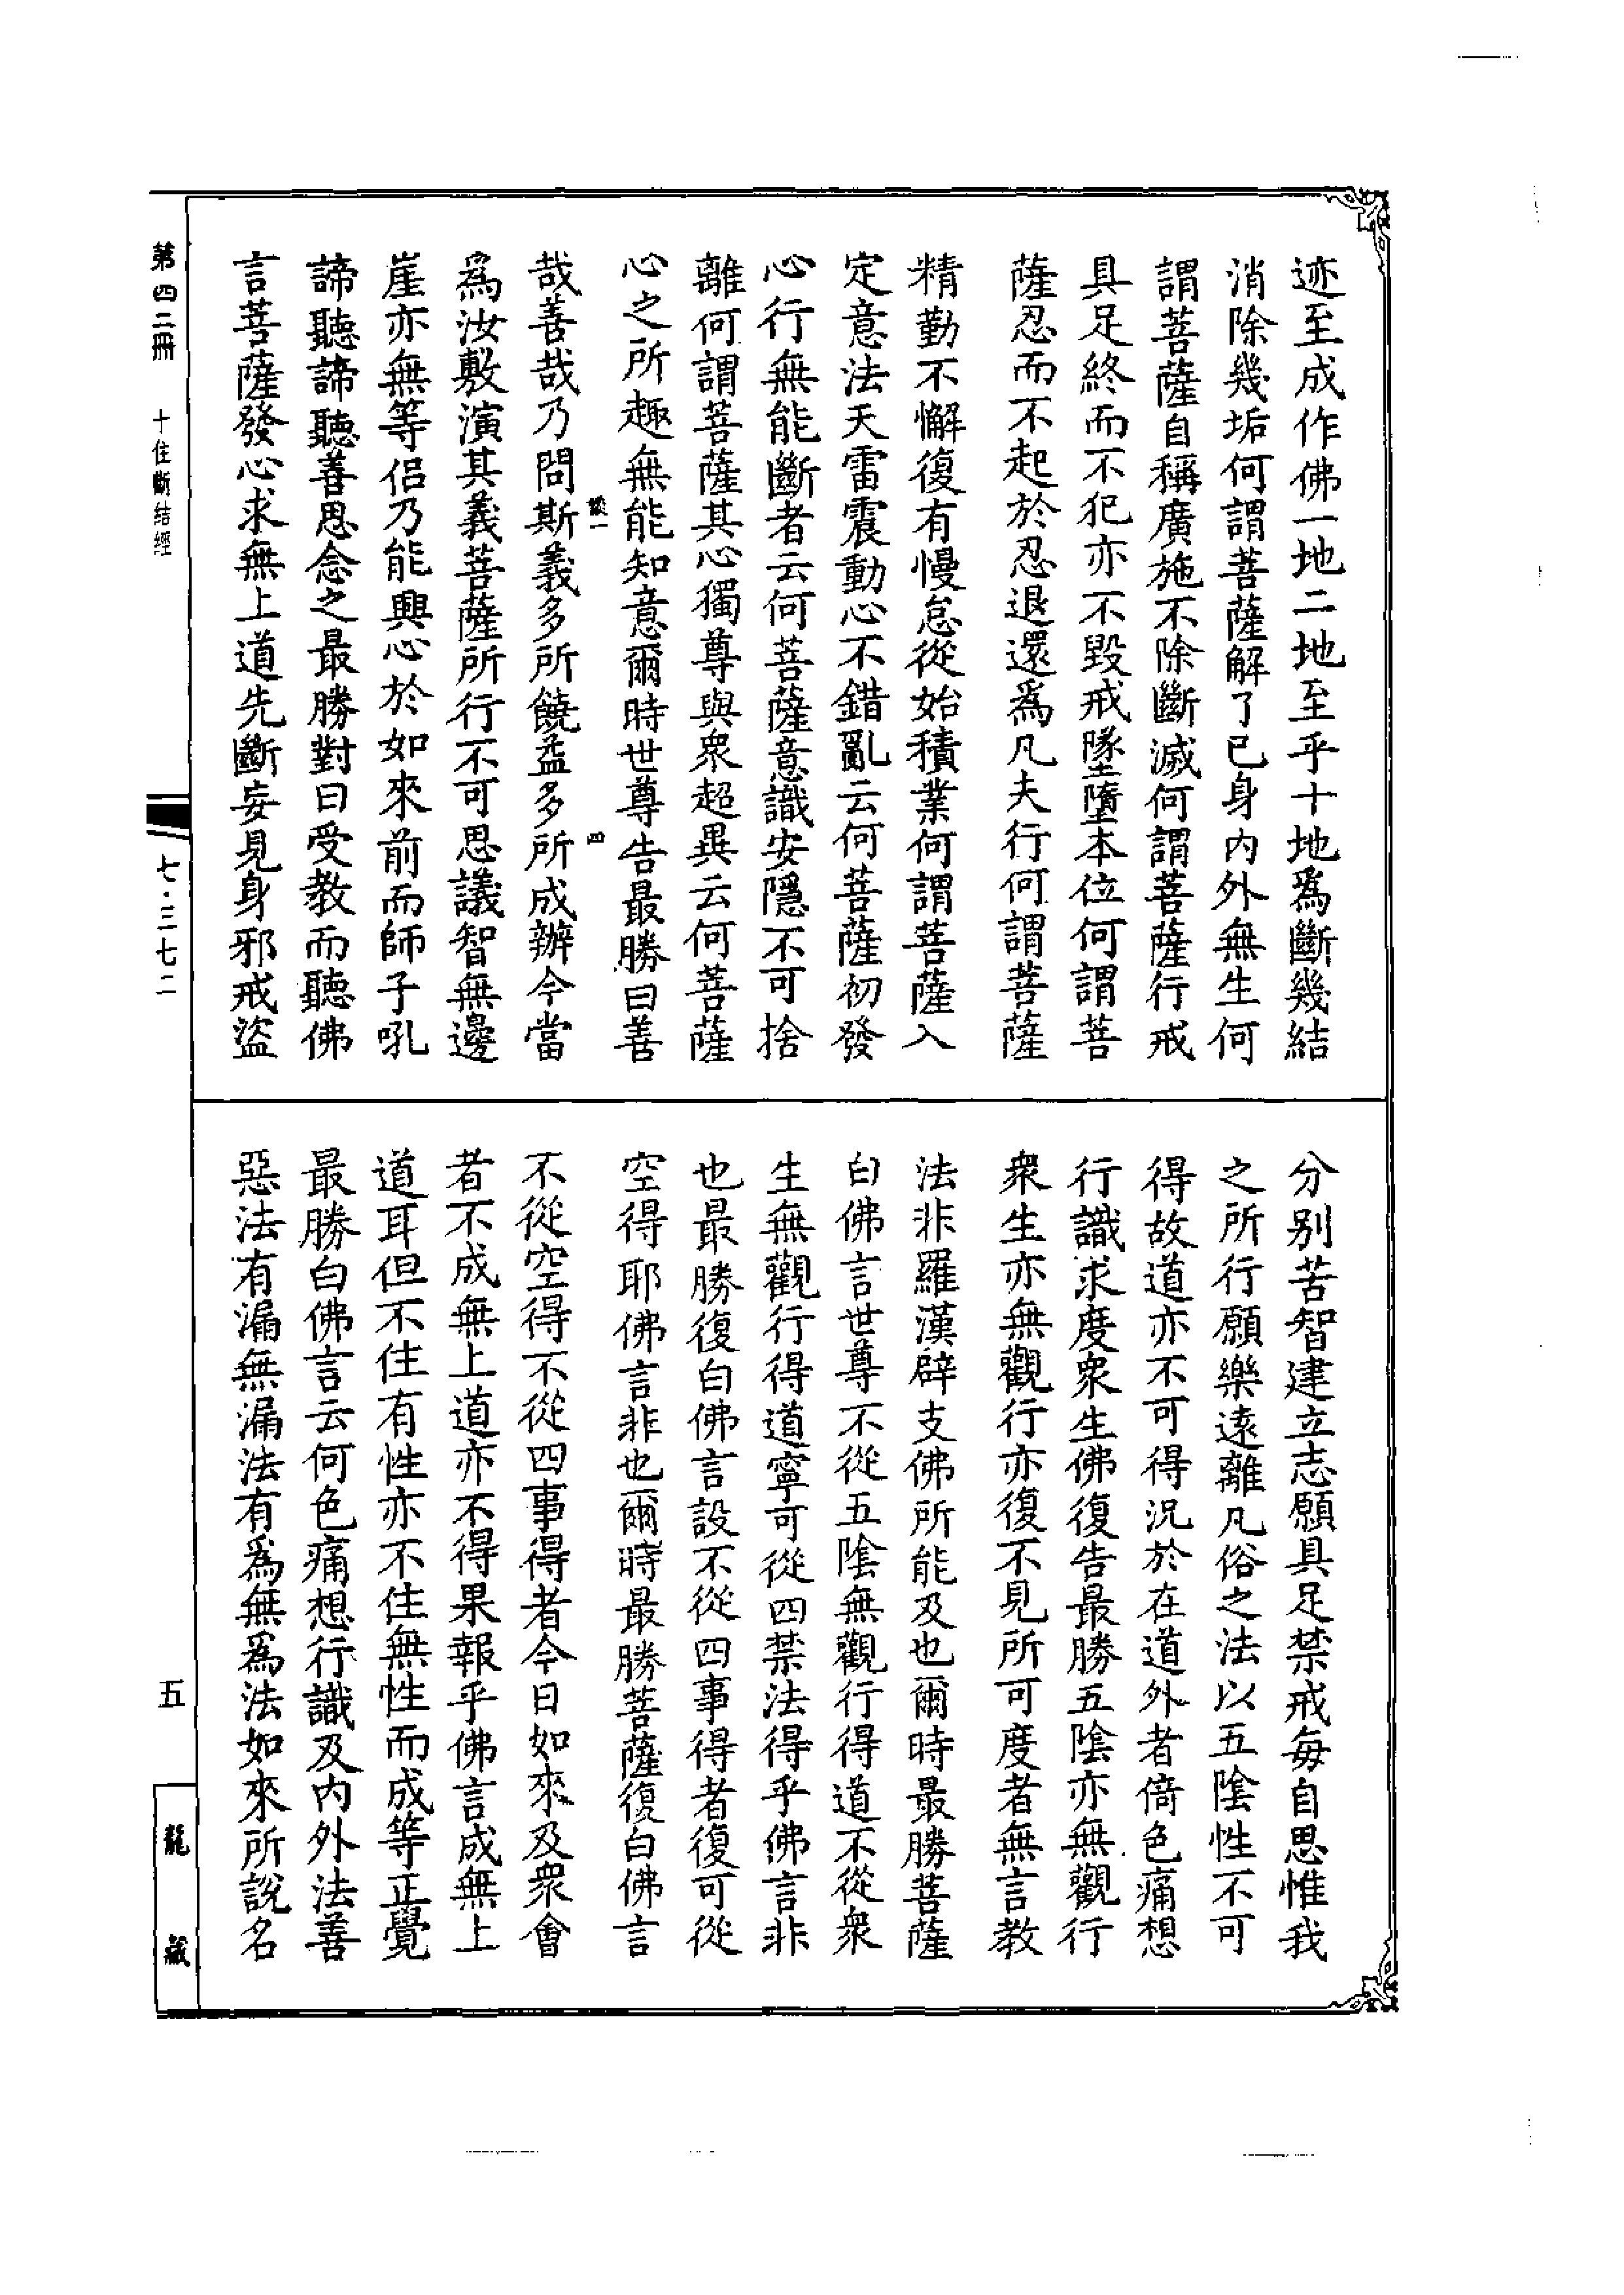 迹至成作佛一地二地至乎十地爲斷幾結
消除幾垢何謂菩薩解了已身内外無生何
謂菩薩自稱廣施不除斷滅何謂菩薩行戒
具足終而不犯亦不毀戒墜墮本位何謂菩
薩忍而不起於忍退還爲凡夫行何謂菩薩
精勤不懈復有慢怠從始積業何謂菩薩入
定意法天雷震動心不錯亂云何菩薩初發
心行無能斷者云何菩薩意識安隱不可捨
離何謂菩薩其心獨尊與衆超異云何菩薩
心之所趣無能知意爾時世尊告最勝曰善
哉善哉乃問斯義多所饒益多所成辦今當
爲汝敷演其義菩薩所行不可思議智無邊
崖亦無等侣乃能興心於如來前而師子吼
諦聽諦聽善思念之最勝對曰受教而聽佛
言菩薩發心求無上道先斷妄見身邪戒盜
分别苦智建立志願具足禁戒每自思惟我
之所行願樂遠離凡俗之法以五陰性不可
得故道亦不可得況於在道外者倚色痛想
行識求度衆生佛復告最勝五陰亦無觀行
衆生亦無觀行亦復不見所可度者無言教
法非羅漢辟支佛所能及也爾時最勝菩薩
白佛言世尊不從五陰無觀行得道不從衆
生無觀行得道寧可從四禁法得乎佛言非
也最勝復白佛言設不從四事得者復可從
空得耶佛言非也爾時最勝菩薩復白佛言
不從空得不從四事得者今日如來及衆會
者不成無上道亦不得果報乎佛言成無上
道耳但不住有性亦不住無性而成等正覺
最勝白佛言云何色痛想行識及内外法善
惡法有漏無漏法有爲無爲法如來所說名
第四二冊 十住斷結經
七·三七二
五
龍藏